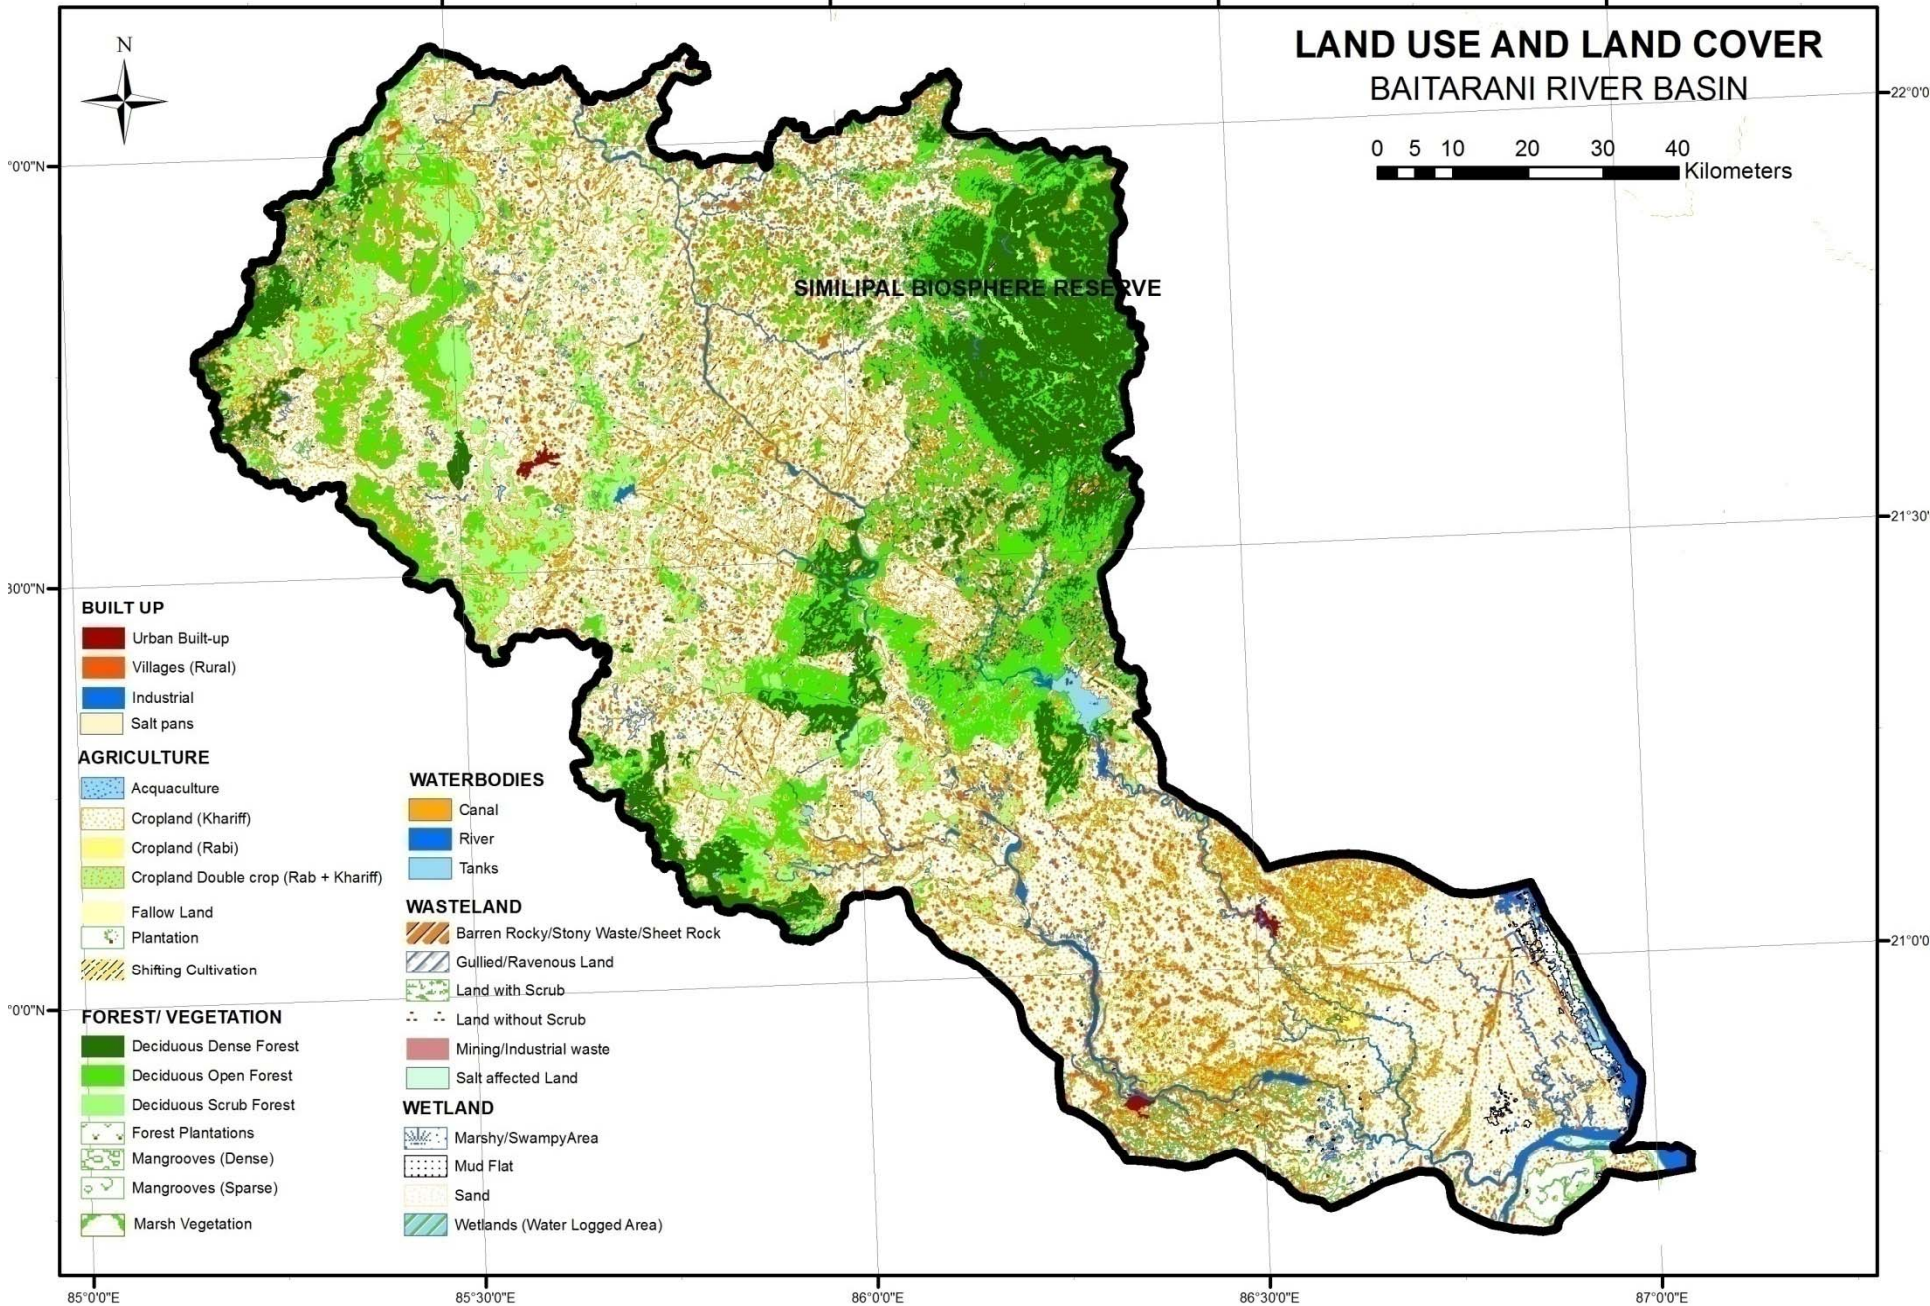 N
LAND USE AND LAND COVER
BAITARANI RIVER BASIN
0 5 10 20 30 40
Kilometers
22°0'0
°0'0"N
SIMILIPAL BIOSPHERE RESERVE
21°30'
30'0"N
21°0'0
°0'0"N
BUILT UP
Urban Built-up
Villages (Rural)
Industrial
Salt pans
AGRICULTURE
Acquaculture
Cropland (Khariff)
Cropland (Rabi)
Cropland Double crop (Rab + Khariff)
Fallow Land
Plantation
Shifting Cultivation
FOREST/ VEGETATION
Deciduous Dense Forest
Deciduous Open Forest
Deciduous Scrub Forest
Forest Plantations
Mangrooves (Dense)
Mangrooves (Sparse)
Marsh Vegetation
WATERBODIES
Canal
River
Tanks
WASTELAND
Barren Rocky/Stony Waste/Sheet Rock
Gullied/Ravenous Land
Land with Scrub
Land without Scrub
Mining/Industrial waste
Salt affected Land
WETLAND
Marshy/SwampyArea
Mud Flat
Sand
Wetlands (Water Logged Area)
85°0'0"E 85°30'0"E 86°0'0"E 86°30'0"E 87°0'0"E